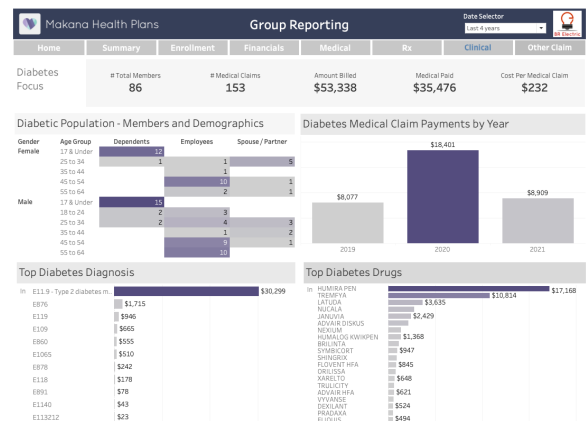 Makana Health Plans
Group Reporting
Date Selector
Last 4 years
SR Electric
Home Summary Enrollment Financials Medical Rx Clinical Other Claim
Diabetes Focus
# Total Members
86
# Medical Claims
153
Amount Billed
$53,338
Medical Paid
$35,476
Cost Per Medical Claim
$232
Diabetic Population - Members and Demographics
Gender Age Group Dependents Employees Spouse / Partner
Female 17 & Under 12
25 to 34 1 1 5
35 to 44 1
45 to 54 10 1
55 to 64 2 1
Male 17 & Under 15
18 to 24 2 3
25 to 34 2 4 3
35 to 44 1 2
45 to 54 9 1
55 to 64 10
Diabetes Medical Claim Payments by Year
$8,077
$18,401
$8,909
2019 2020 2021
Top Diabetes Diagnosis
In E11.9 - Type 2 diabetes m.. $30,299
E876 $1,715
E119 $946
E109 $665
E860 $555
E1065 $510
E878 $242
E118 $178
E891 $78
E1140 $43
E113212 $23
Top Diabetes Drugs
In HUMIRA PEN $17,168
TREMFYA $10,814
LATUDA $3,635
NUCALA
JANUVIA $2,429
ADVAIR DISKUS
NEXIUM
HUMALOG KWIKPEN $1,368
BRILINTA
SYMBICORT $947
SHINGRIX
FLOVENT HFA $845
ORILISSA
XARELTO $648
TRULICITY
ADVAIR HFA $621
VYVANSE
DEXILANT $524
PRADAXA
ELIQUIS $494